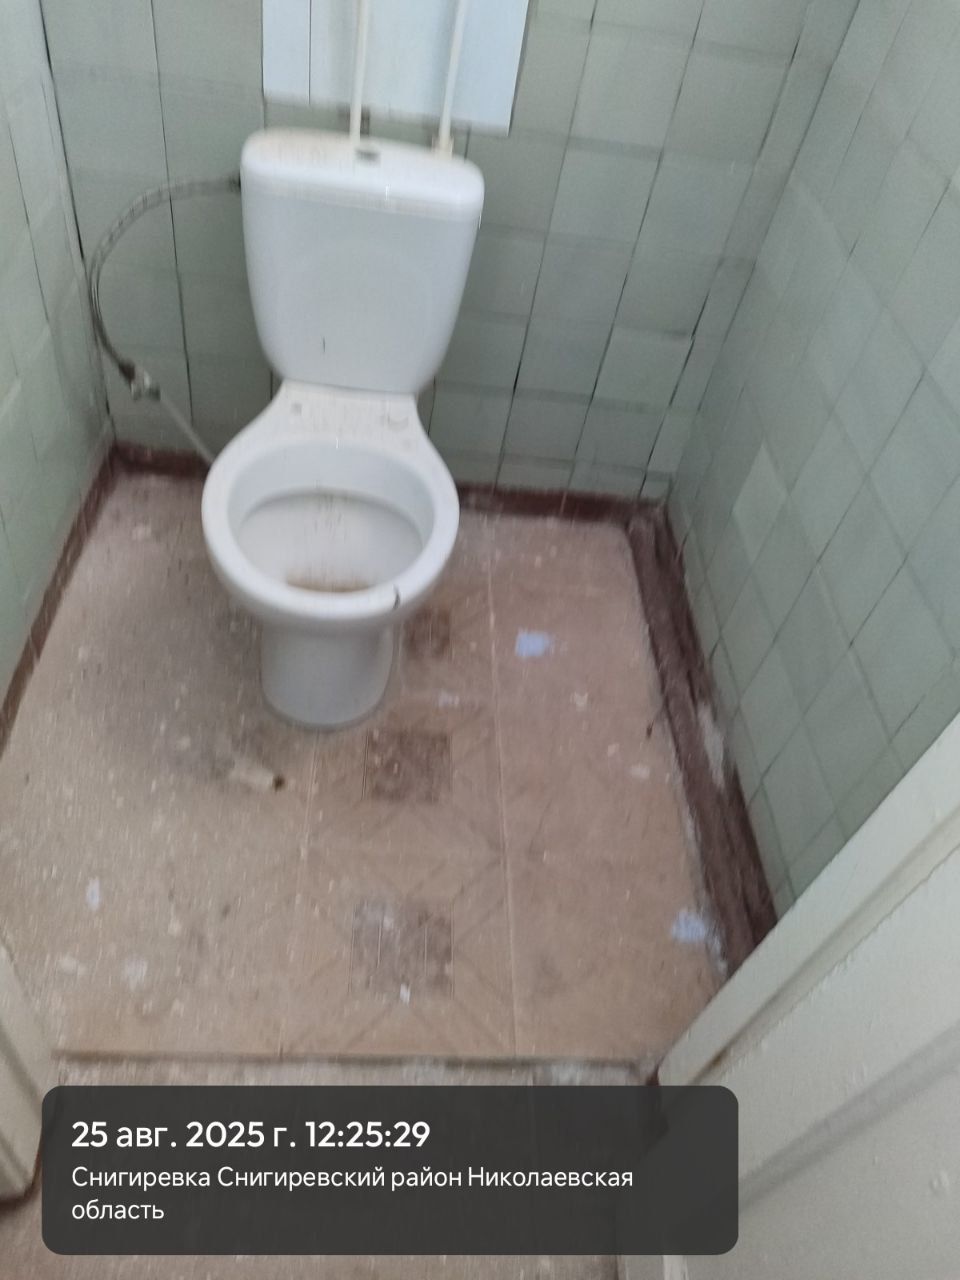 25 авг. 2025 г. 12:25:29
Снигиревка Снигиревский район Николаевская
область